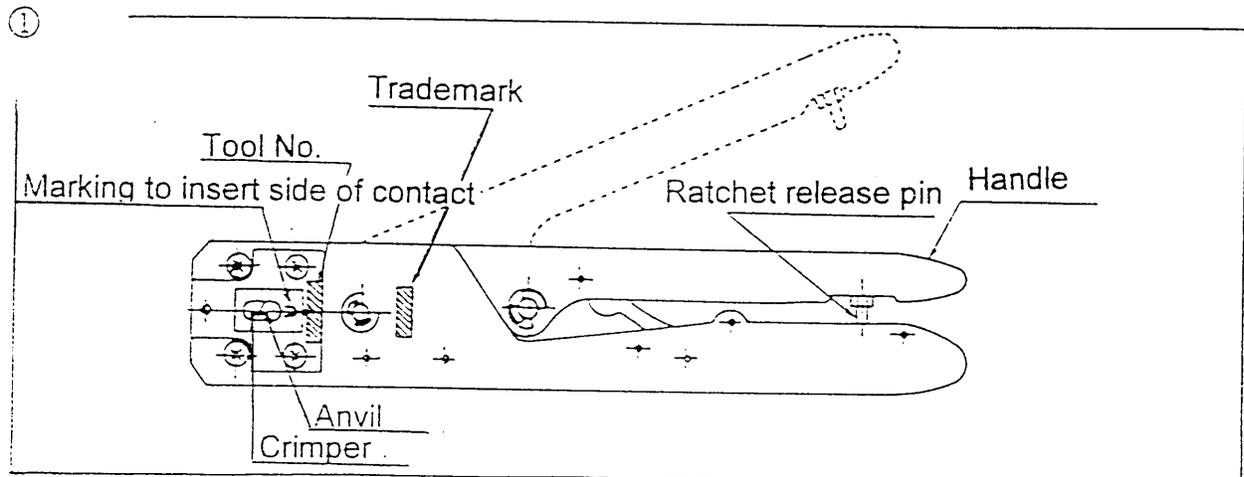 ①
Trademark
Tool No.
Marking to insert side of contact
Ratchet release pin
Handle
Anvil
Crimper